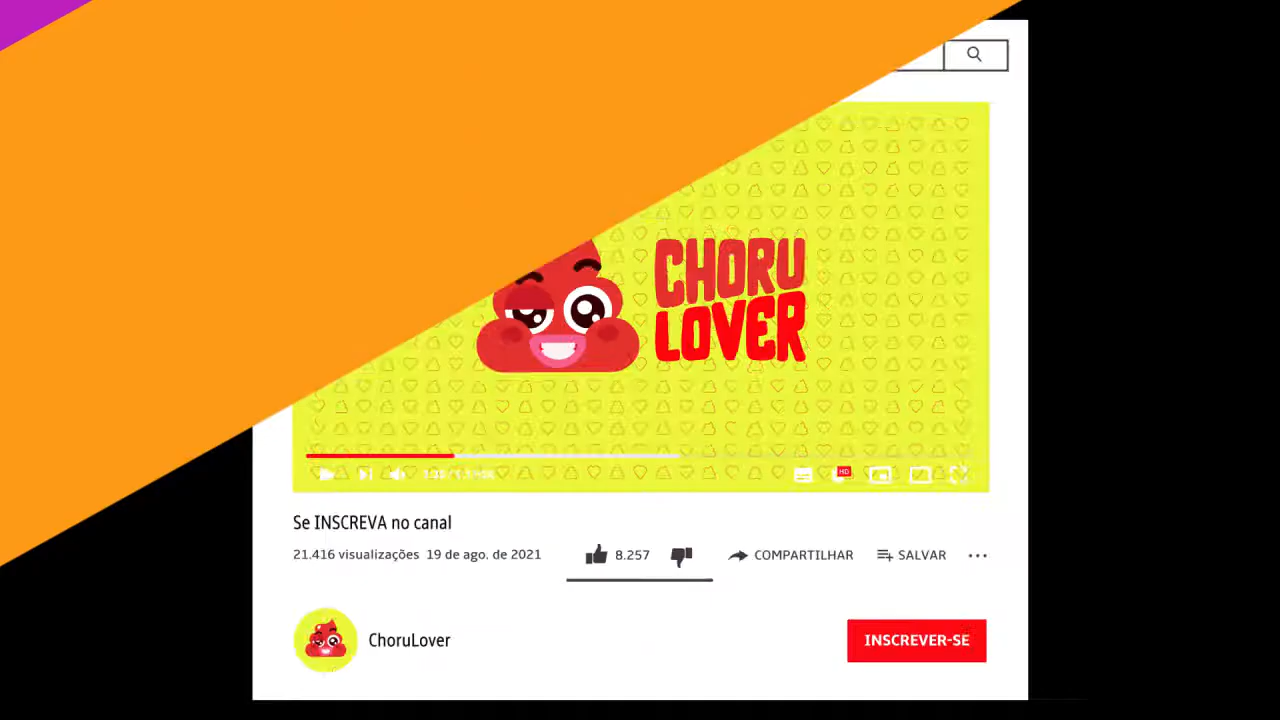 CHORU
LOVER
HD
Se INSCREVA no canal
21.416 visualizações 19 de ago. de 2021 8.257 COMPARTILHAR SALVAR
ChoruLover INSCREVER-SE